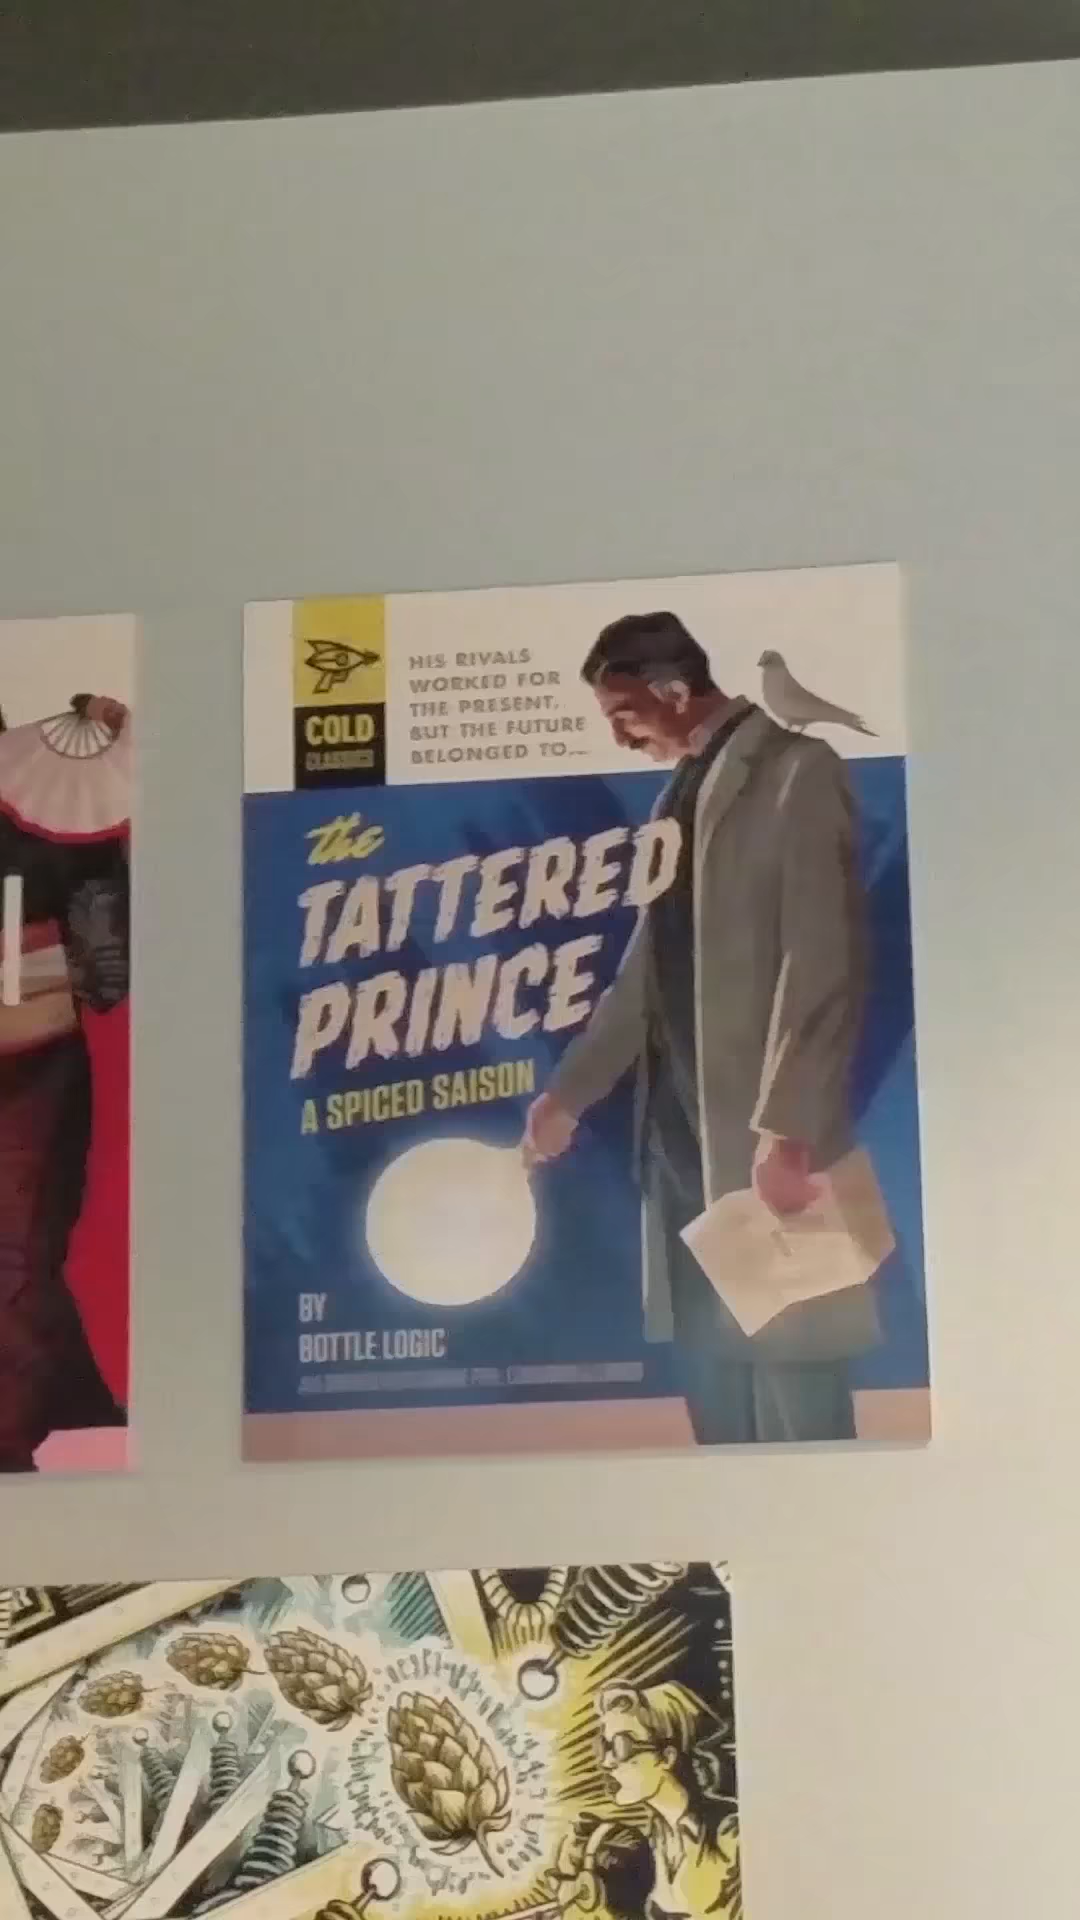 HIS RIVALS
WORKED FOR
THE PRESENT,
BUT THE FUTURE
BELONGED TO...
COLD
CLASSICS
the
TATTERED
PRINCE
A SPICED SAISON
BY
BOTTLE LOGIC